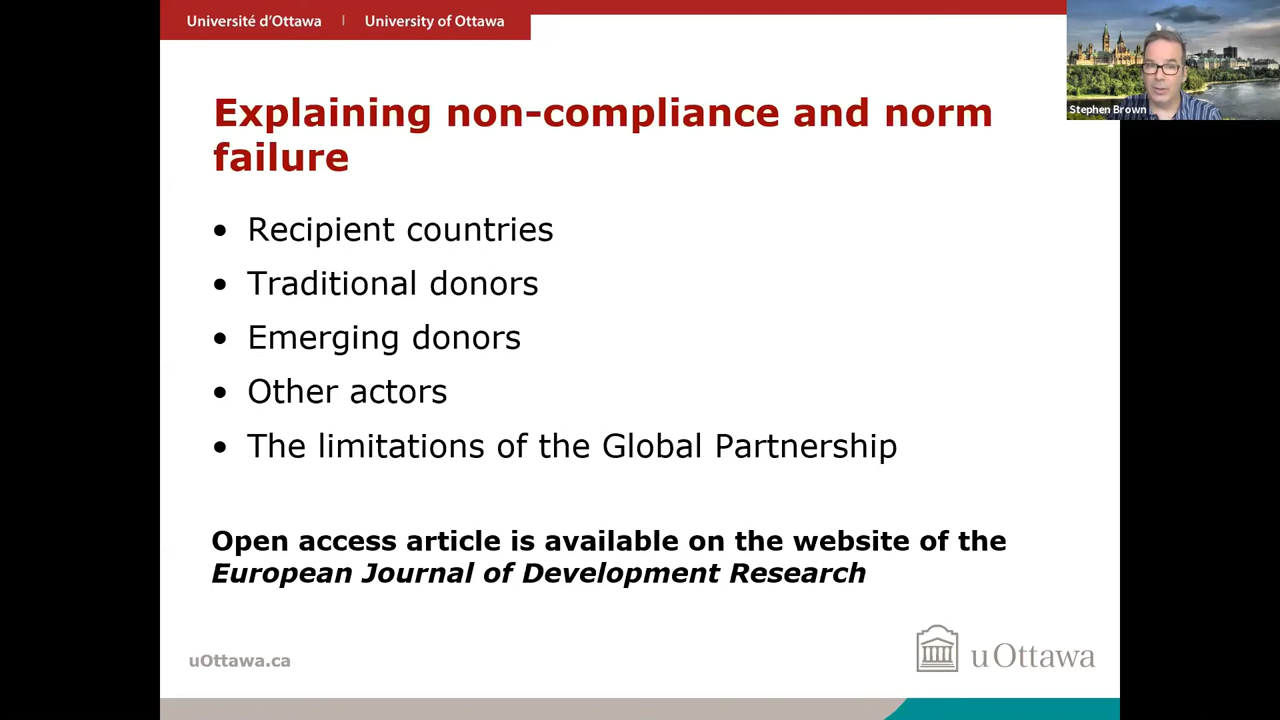 Université d'Ottawa | University of Ottawa
Stephen Brown
Explaining non-compliance and norm
failure
• Recipient countries
• Traditional donors
• Emerging donors
• Other actors
• The limitations of the Global Partnership
Open access article is available on the website of the
European Journal of Development Research
uOttawa.ca
uOttawa